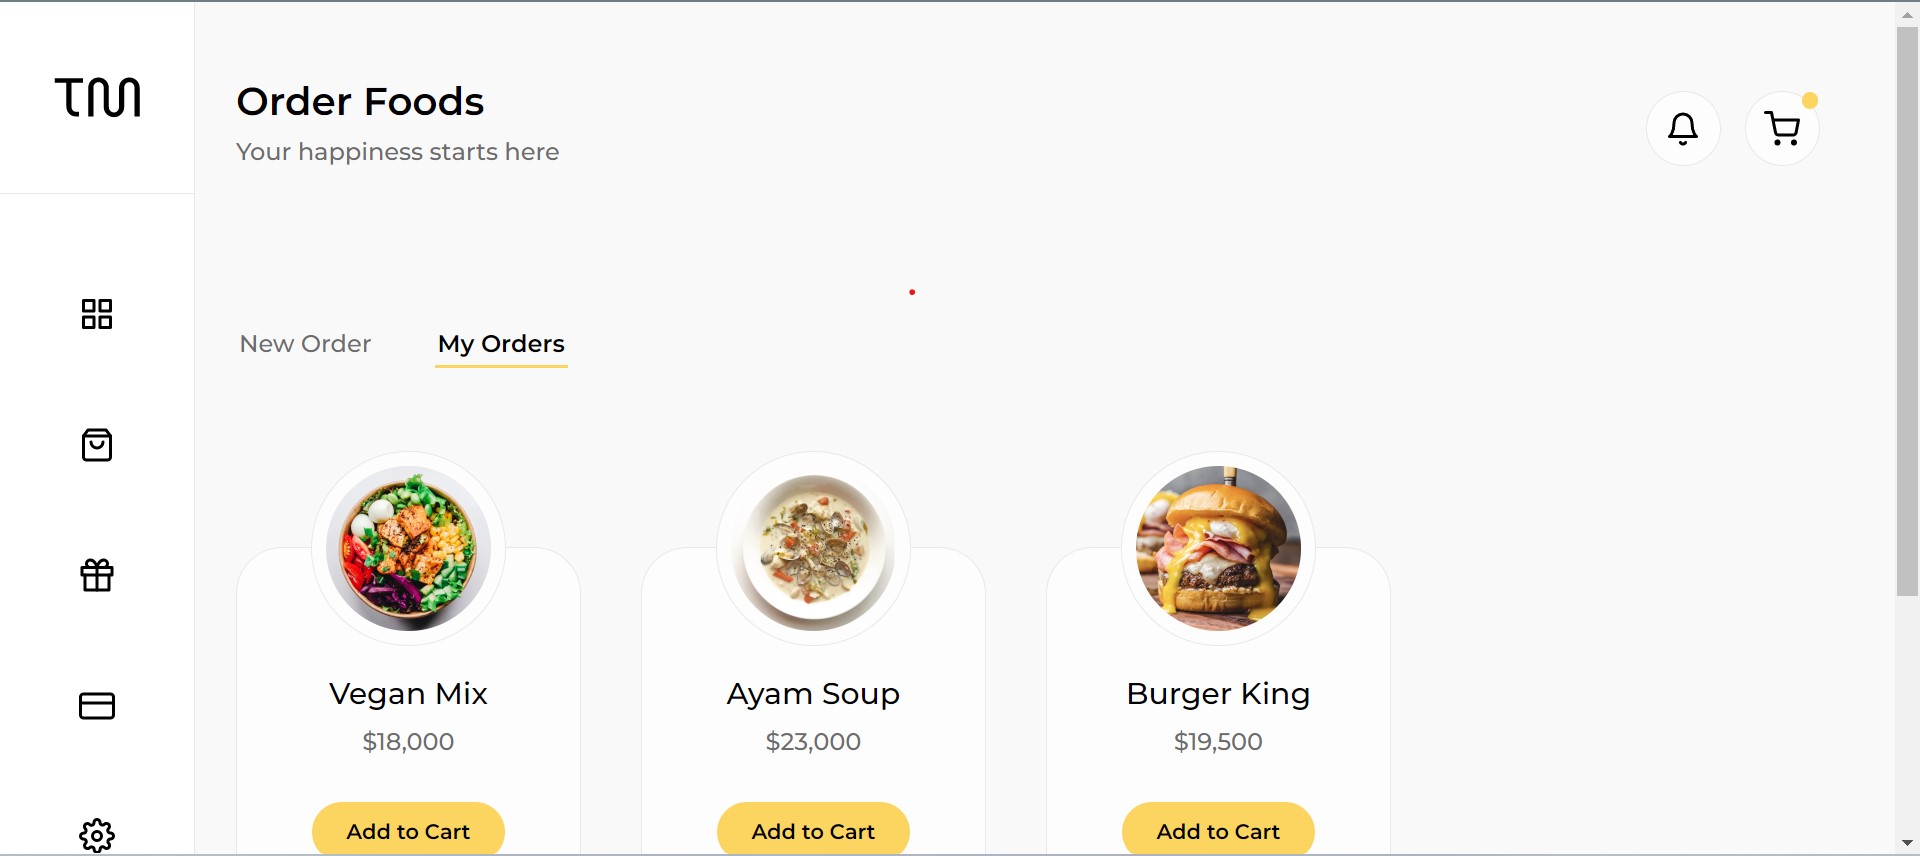 TM
Order Foods
Your happiness starts here
New Order
My Orders
Vegan Mix
$18,000
Add to Cart
Ayam Soup
$23,000
Add to Cart
Burger King
$19,500
Add to Cart